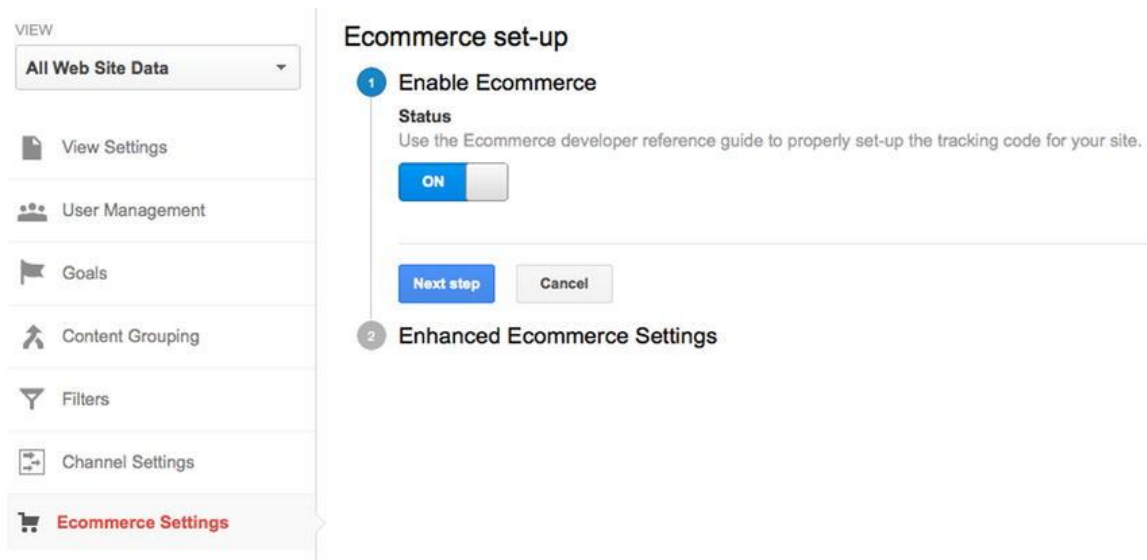 VIEW
All Web Site Data
View Settings
User Management
Goals
Content Grouping
Filters
Channel Settings
Ecommerce Settings
Ecommerce set-up
1 Enable Ecommerce
Status
Use the Ecommerce developer reference guide to properly set-up the tracking code for your site.
ON
Next step Cancel
2 Enhanced Ecommerce Settings